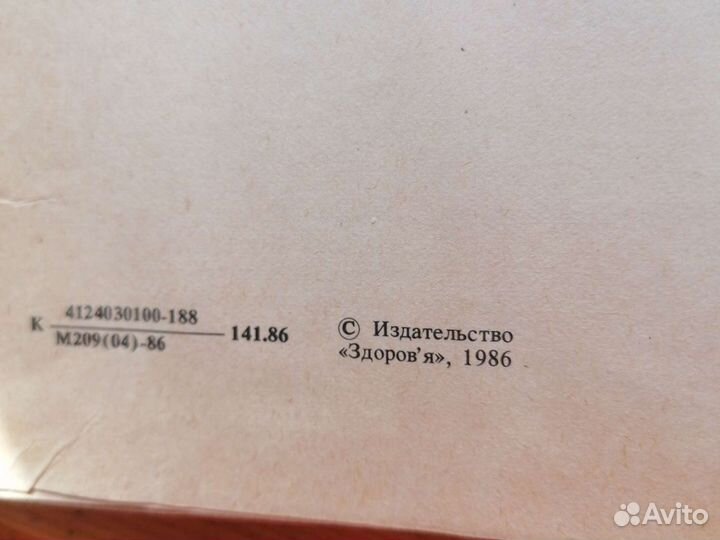 К 4124030100-188 141.86
М209(04)-86
© Издательство
«Здоров'я», 1986
Avito